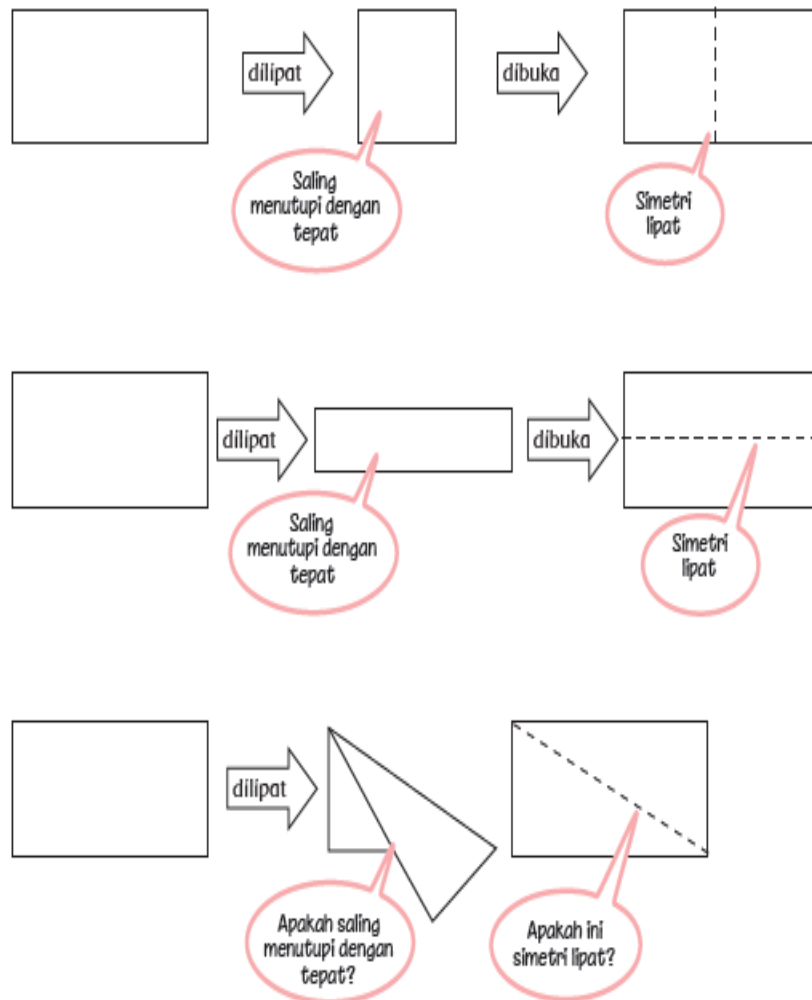 dilipat
dibuka
Saling
menutupi dengan
tepat
Simetri
lipat
dilipat
dibuka
Saling
menutupi dengan
tepat
Simetri
lipat
dilipat
Apakah saling
menutupi dengan
tepat?
Apakah ini
simetri lipat?